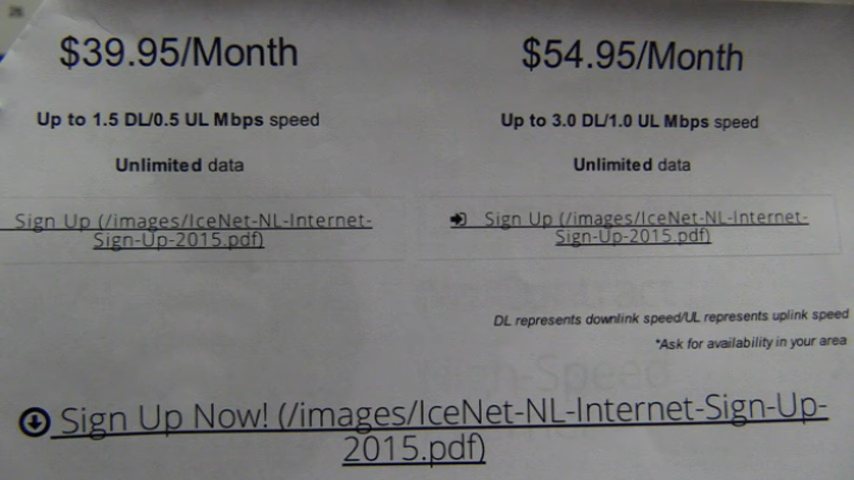 $39.95/Month
Up to 1.5 DL/0.5 UL Mbps speed
Unlimited data
Sign Up (/images/IceNet-NL-Internet-
Sign-Up-2015.pdf)
$54.95/Month
Up to 3.0 DL/1.0 UL Mbps speed
Unlimited data
Sign Up (/images/IceNet-NL-Internet-
Sign-Up-2015.pdf)
DL represents downlink speed/UL represents uplink speed
*Ask for availability in your area
Sign Up Now! (/images/IceNet-NL-Internet-Sign-Up-
2015.pdf)